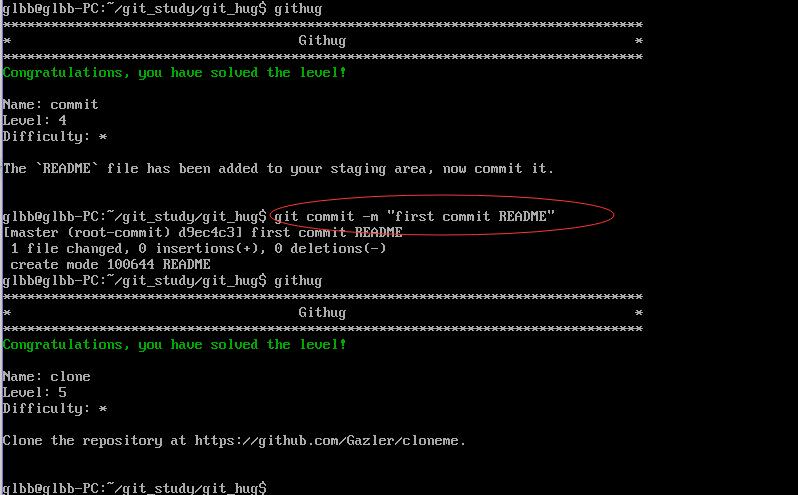 glbb@glbb-PC:~/git_study/git_hug$ githug
********************************************************************************
*                                    Githug                                    *
********************************************************************************
Congratulations, you have solved the level!
Name: commit
Level: 4
Difficulty: *
The `README` file has been added to your staging area, now commit it.
glbb@glbb-PC:~/git_study/git_hug$ git commit -m "first commit README"
[master (root-commit) d9ec4c3] first commit README
 1 file changed, 0 insertions(+), 0 deletions(-)
 create mode 100644 README
glbb@glbb-PC:~/git_study/git_hug$ githug
********************************************************************************
*                                    Githug                                    *
********************************************************************************
Congratulations, you have solved the level!
Name: clone
Level: 5
Difficulty: *
Clone the repository at https://github.com/Gazler/cloneme.
glbb@glbb-PC:~/git_study/git_hug$